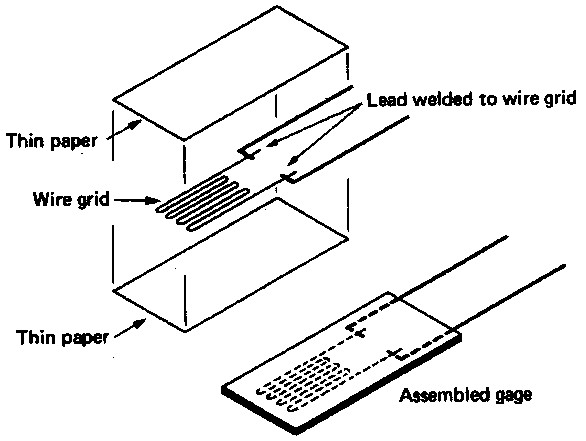 Lead welded to wire grid
Thin paper
Wire grid
Thin paper
Assembled gage